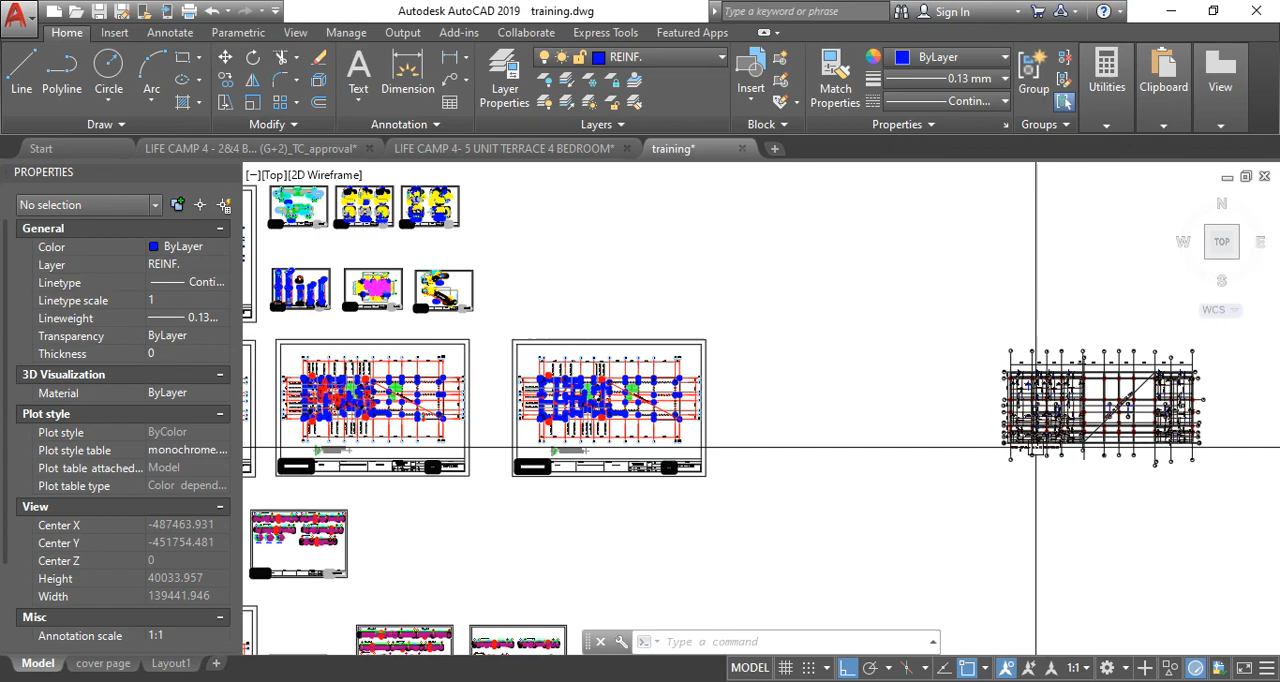 Autodesk AutoCAD 2019 training.dwg
Type a keyword or phrase
Sign In
Home Insert Annotate Parametric View Manage Output Add-ins Collaborate Express Tools Featured Apps
REINF.
ByLayer
0.13 mm
Contin...
Line Polyline Circle Arc
Text Dimension
Layer Properties
Insert
Match Properties
Group
Utilities
Clipboard
View
Draw Modify Annotation Layers Block Properties Groups
Start
LIFE CAMP 4 - 2&4 B... (G+2)_TC_approval*
LIFE CAMP 4- 5 UNIT TERRACE 4 BEDROOM*
training*
PROPERTIES
[−][Top][2D Wireframe]
No selection
General
Color ByLayer
Layer REINF.
Linetype Conti...
Linetype scale 1
Lineweight 0.13...
Transparency ByLayer
Thickness 0
3D Visualization
Material ByLayer
Plot style
Plot style ByColor
Plot style table monochrome....
Plot table attached... Model
Plot table type Color depend...
View
Center X -487463.931
Center Y -451754.481
Center Z 0
Height 40033.957
Width 139441.946
Misc
Annotation scale 1:1
N
W TOP E
S
WCS
Type a command
Model cover page Layout1
MODEL
1:1